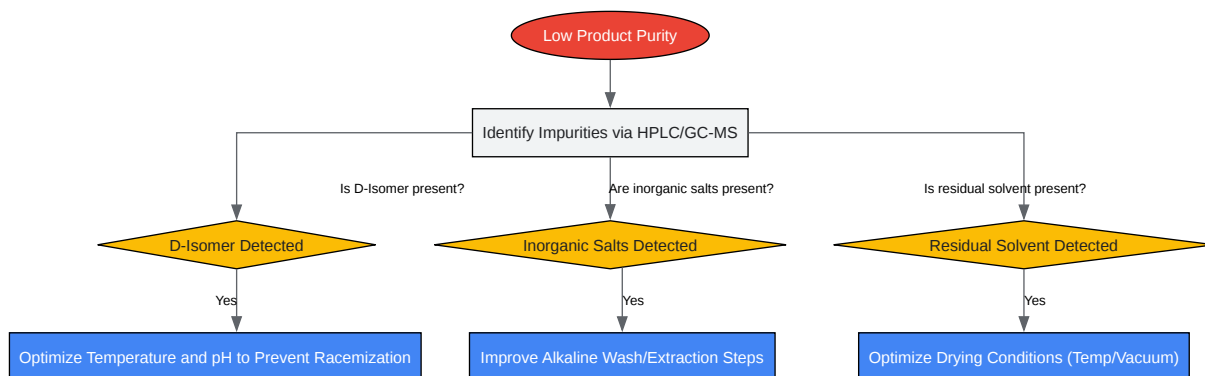 Low Product Purity
Identify Impurities via HPLC/GC-MS
Is D-Isomer present?
Are inorganic salts present?
Is residual solvent present?
D-Isomer Detected
Inorganic Salts Detected
Residual Solvent Detected
Yes
Yes
Yes
Optimize Temperature and pH to Prevent Racemization
Improve Alkaline Wash/Extraction Steps
Optimize Drying Conditions (Temp/Vacuum)